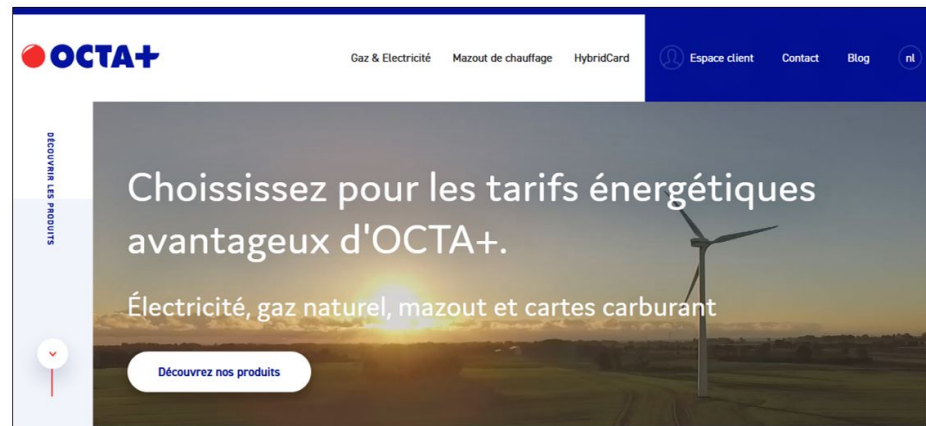 OCTA+
Gaz & Electricité
Mazout de chauffage
HybridCard
Espace client
Contact
Blog
nl
DÉCOUVRIR LES PRODUITS
Choississez pour les tarifs énergétiques
avantageux d'OCTA+.
Électricité, gaz naturel, mazout et cartes carburant
Découvrez nos produits